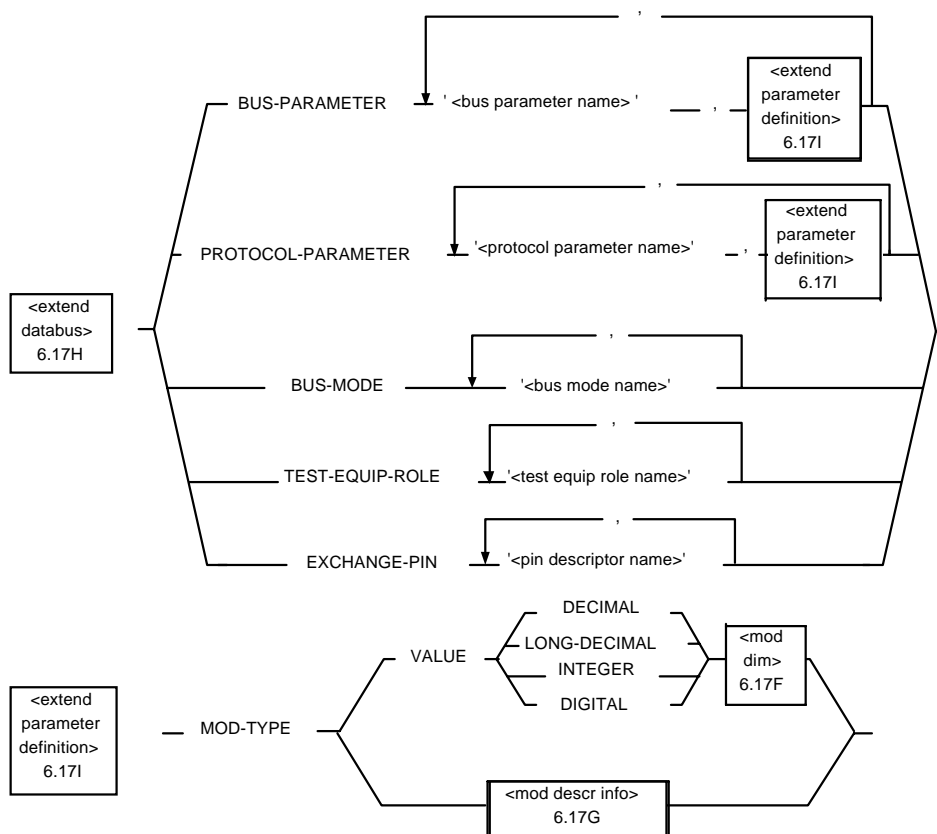 ,
BUS-PARAMETER ' <bus parameter name> ' , <extend
parameter
definition>
6.17I
,
PROTOCOL-PARAMETER '<protocol parameter name>' , <extend
parameter
definition>
6.17I
<extend
databus>
6.17H
,
BUS-MODE '<bus mode name>'
,
TEST-EQUIP-ROLE '<test equip role name>'
,
EXCHANGE-PIN '<pin descriptor name>'
<extend
parameter
definition>
6.17I
MOD-TYPE
VALUE
DECIMAL
LONG-DECIMAL
INTEGER
DIGITAL
<mod
dim>
6.17F
<mod descr info>
6.17G